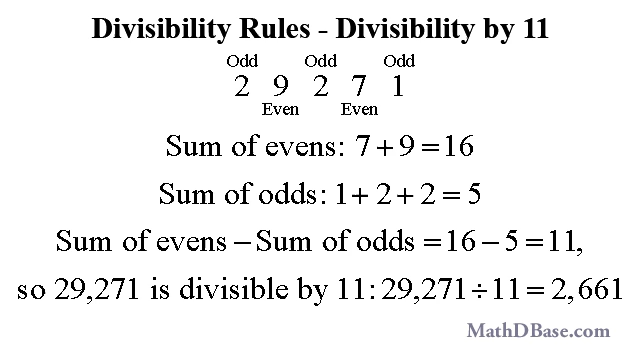 Divisibility Rules - Divisibility by 11
Odd Odd Odd
2 9 2 7 1
Even Even
Sum of evens: 7 + 9 = 16
Sum of odds: 1 + 2 + 2 = 5
Sum of evens – Sum of odds = 16 – 5 = 11,
so 29,271 is divisible by 11: 29,271 ÷ 11 = 2,661
MathDBase.com